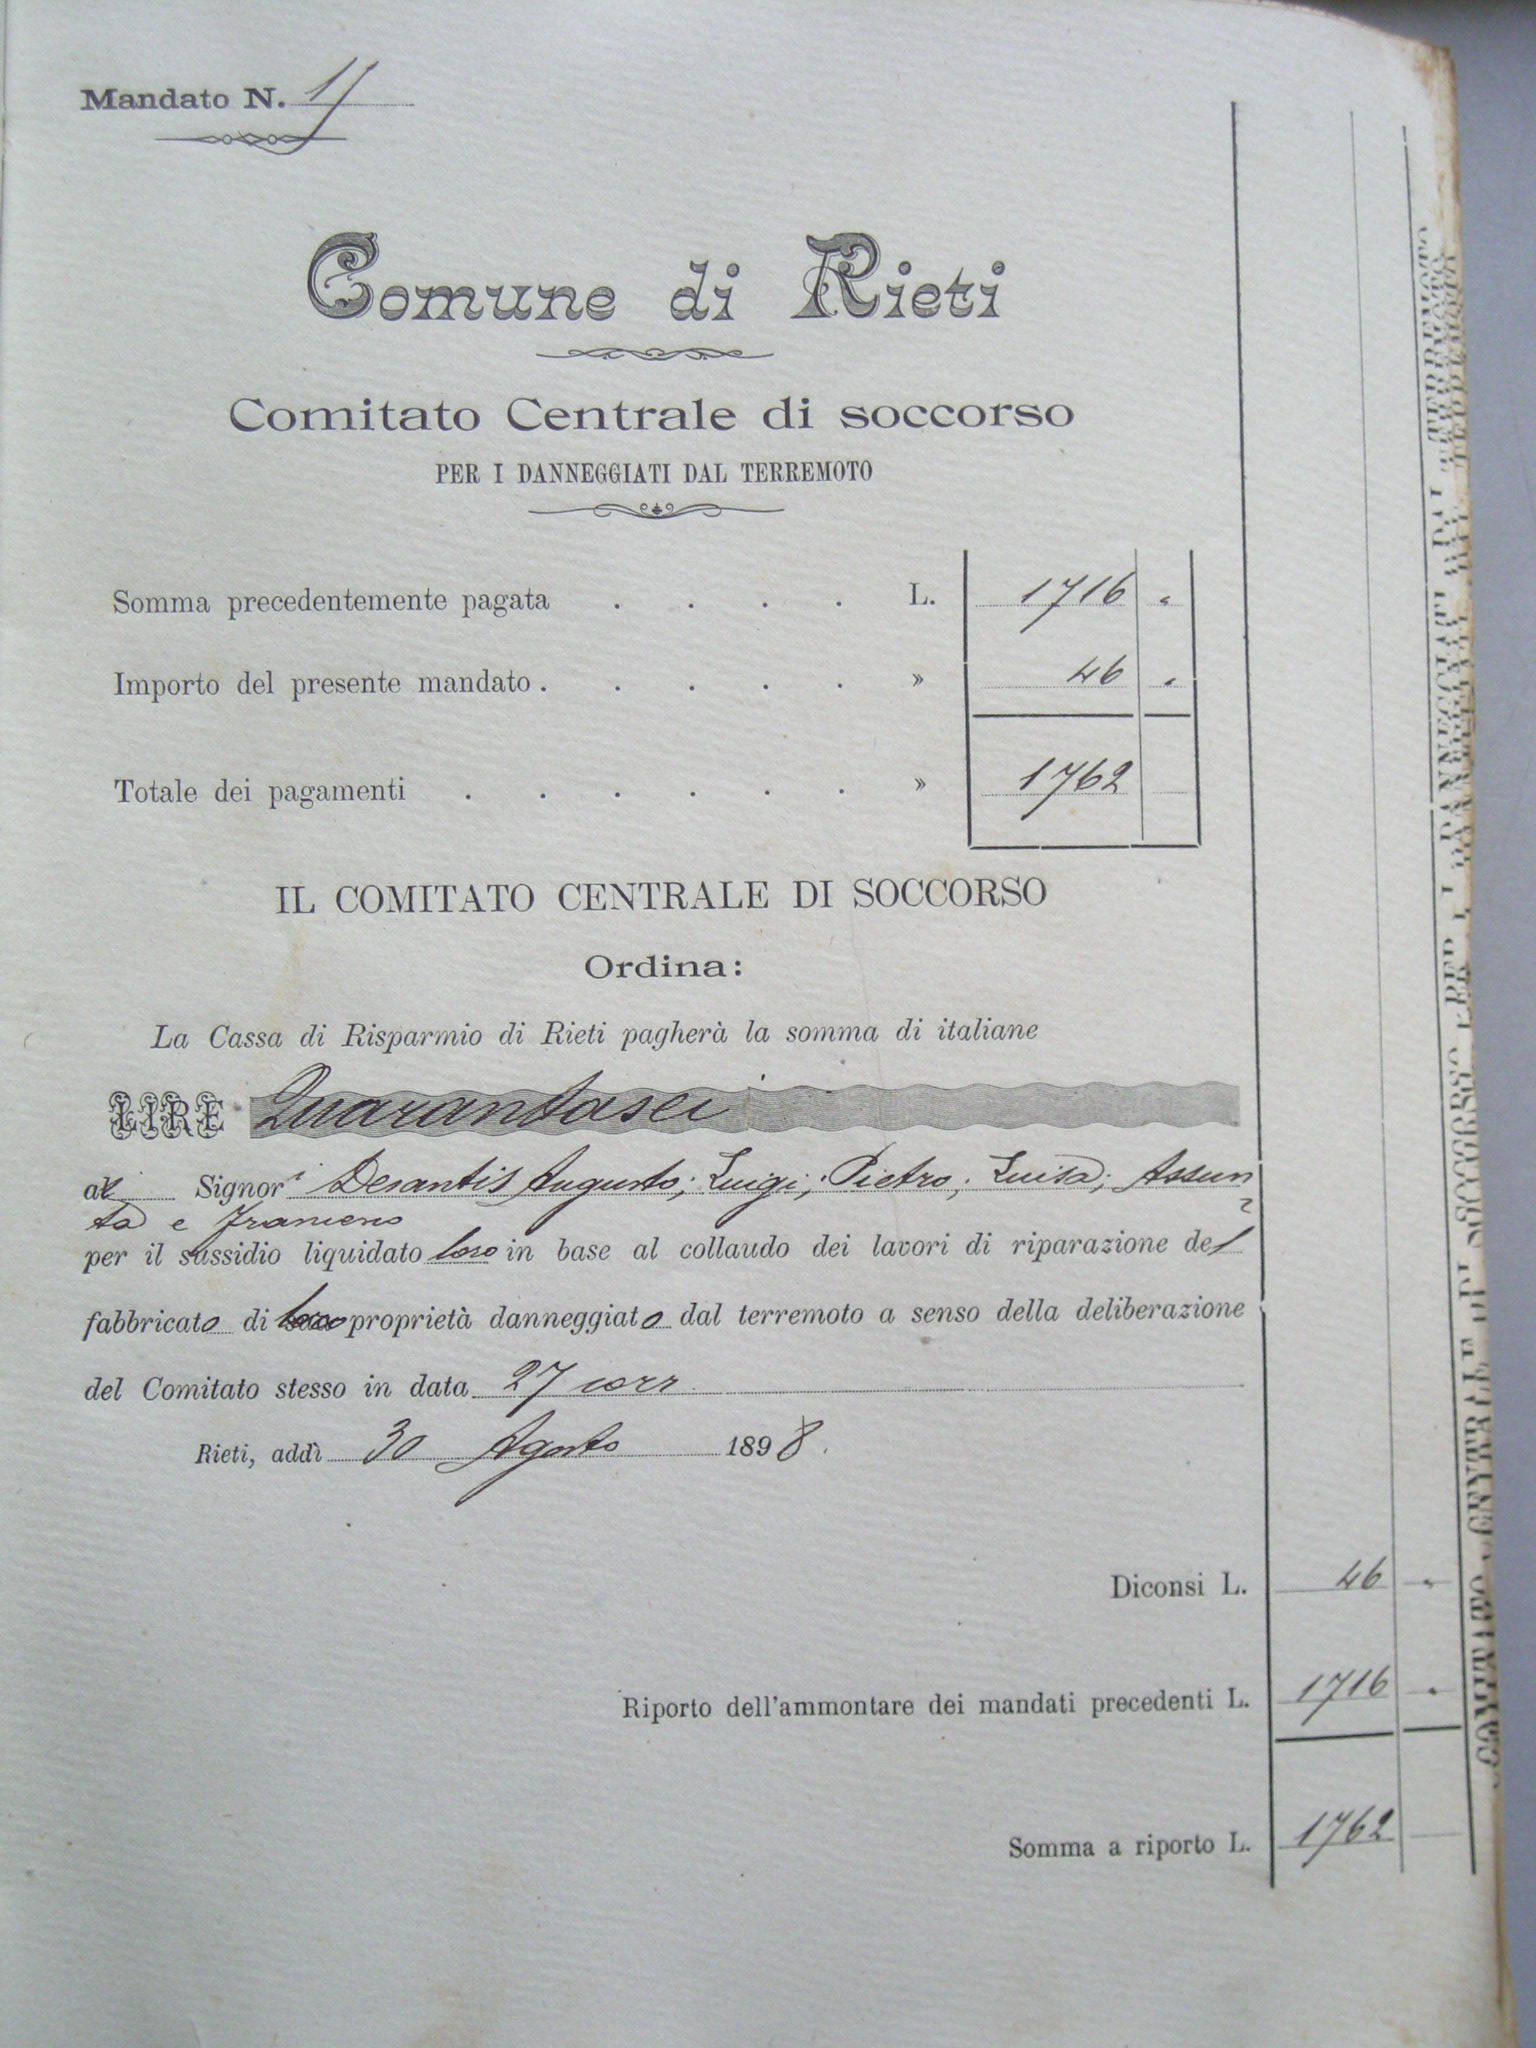 Mandato N. 17
Comune di Rieti
Comitato Centrale di soccorso
PER I DANNEGGIATI DAL TERREMOTO
Somma precedentemente pagata . . . . L. 1716 "
Importo del presente mandato . . . . . » 46 "
Totale dei pagamenti . . . . . . » 1762
IL COMITATO CENTRALE DI SOCCORSO
Ordina:
La Cassa di Risparmio di Rieti pagherà la somma di italiane
LIRE Quarantasei
ai Signori Desantis Augusto; Luigi; Pietro; Luisa; Assun
ta e
per il sussidio liquidato loro in base al collaudo dei lavori di riparazione del
fabbricato di loro proprietà danneggiato dal terremoto a senso della deliberazione
del Comitato stesso in data 27 corr
Rieti, addì 30 Agosto 1898.
Diconsi L. 46 "
Riporto dell'ammontare dei mandati precedenti L. 1716 "
Somma a riporto L. 1762